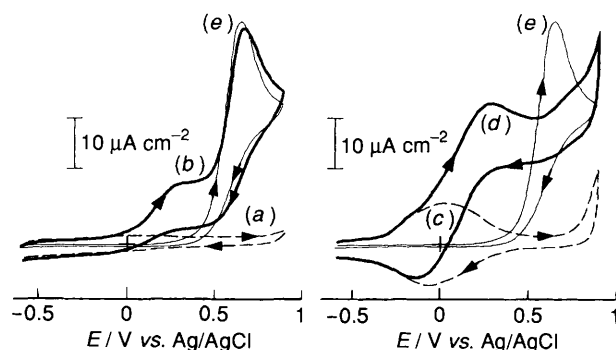 (e)
(e)
10 µA cm⁻²
(b)
(a)
10 µA cm⁻²
(d)
(c)
−0.5 0 0.5 1
−0.5 0 0.5 1
E / V vs. Ag/AgCl
E / V vs. Ag/AgCl